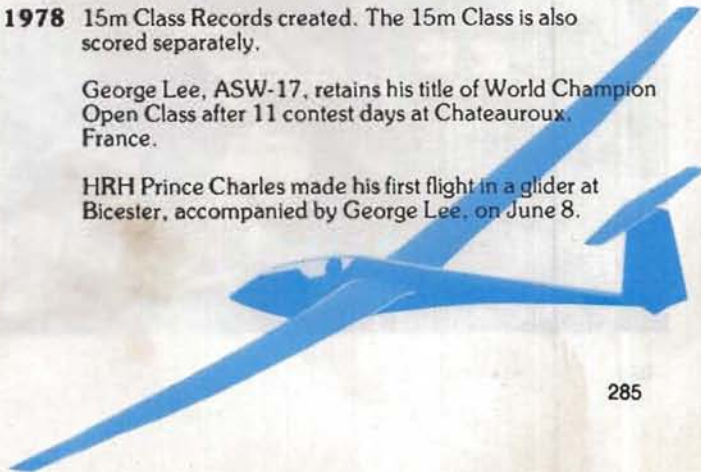 1978 15m Class Records created. The 15m Class is also
scored separately.
George Lee, ASW-17, retains his title of World Champion
Open Class after 11 contest days at Chateauroux,
France.
HRH Prince Charles made his first flight in a glider at
Bicester, accompanied by George Lee, on June 8.
285